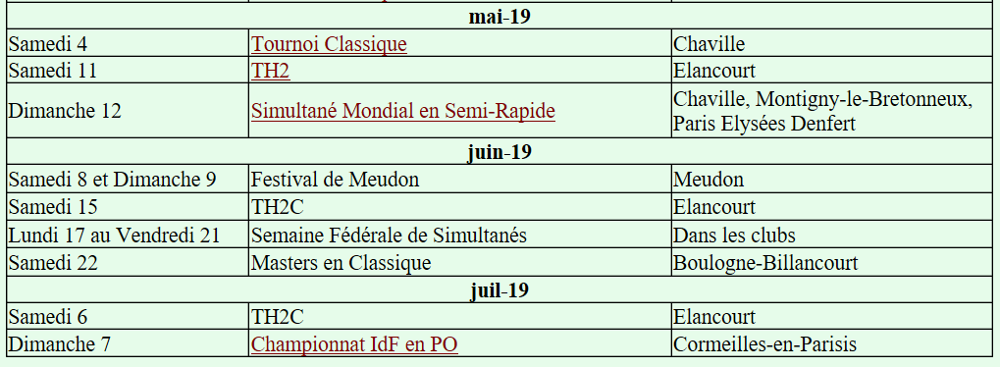 mai-19
Samedi 4 Tournoi Classique Chaville
Samedi 11 TH2 Elancourt
Dimanche 12 Simultané Mondial en Semi-Rapide Chaville, Montigny-le-Bretonneux,
Paris Elysées Denfert
juin-19
Samedi 8 et Dimanche 9 Festival de Meudon Meudon
Samedi 15 TH2C Elancourt
Lundi 17 au Vendredi 21 Semaine Fédérale de Simultanés Dans les clubs
Samedi 22 Masters en Classique Boulogne-Billancourt
juil-19
Samedi 6 TH2C Elancourt
Dimanche 7 Championnat IdF en PO Cormeilles-en-Parisis